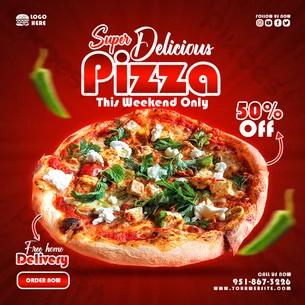 LOGO
HERE
FOLLOW US NOW
Super Delicious
Pizza
This Weekend Only
50%
Off
Free home
Delivery
ORDER NOW
CALL US NOW
951-867-3226
WWW.YOURWEBSITE.COM